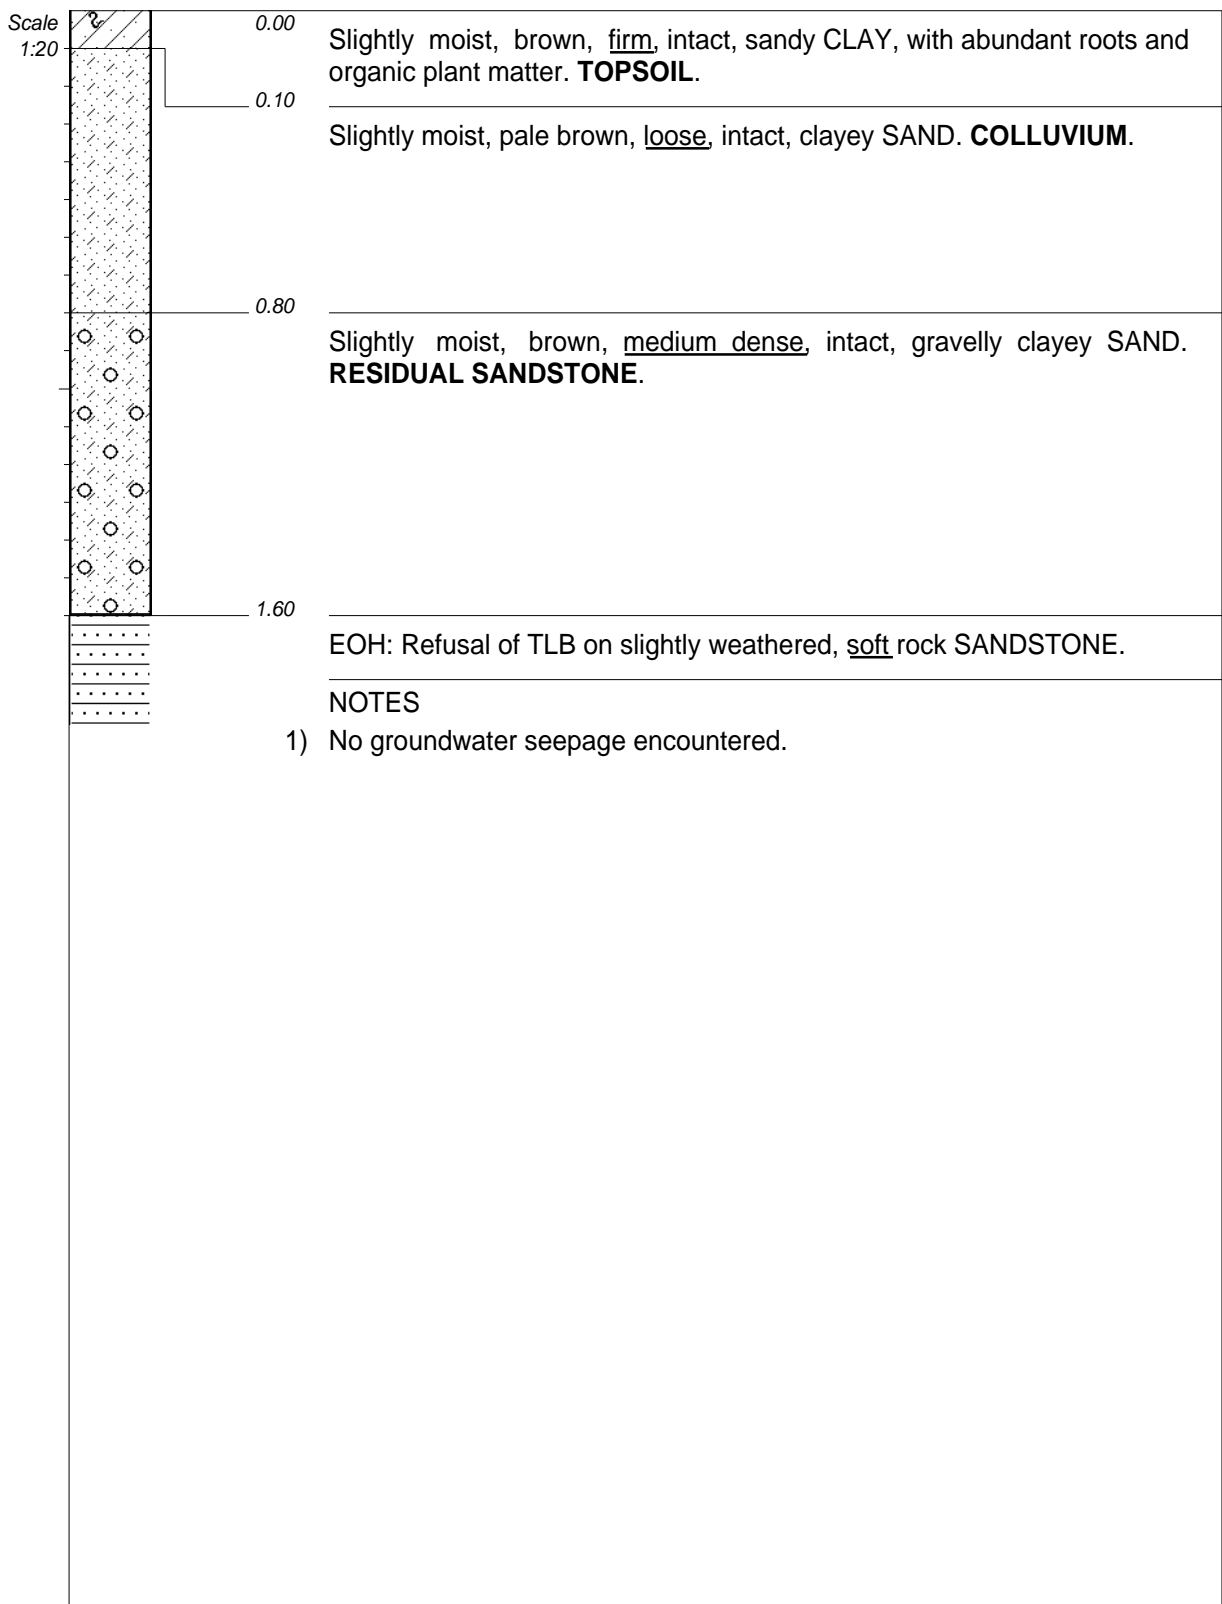 Scale
1:20
0.00
Slightly moist, brown, firm, intact, sandy CLAY, with abundant roots and
organic plant matter. TOPSOIL.
0.10
Slightly moist, pale brown, loose, intact, clayey SAND. COLLUVIUM.
0.80
Slightly moist, brown, medium dense, intact, gravelly clayey SAND.
RESIDUAL SANDSTONE.
1.60
EOH: Refusal of TLB on slightly weathered, soft rock SANDSTONE.
NOTES
1) No groundwater seepage encountered.